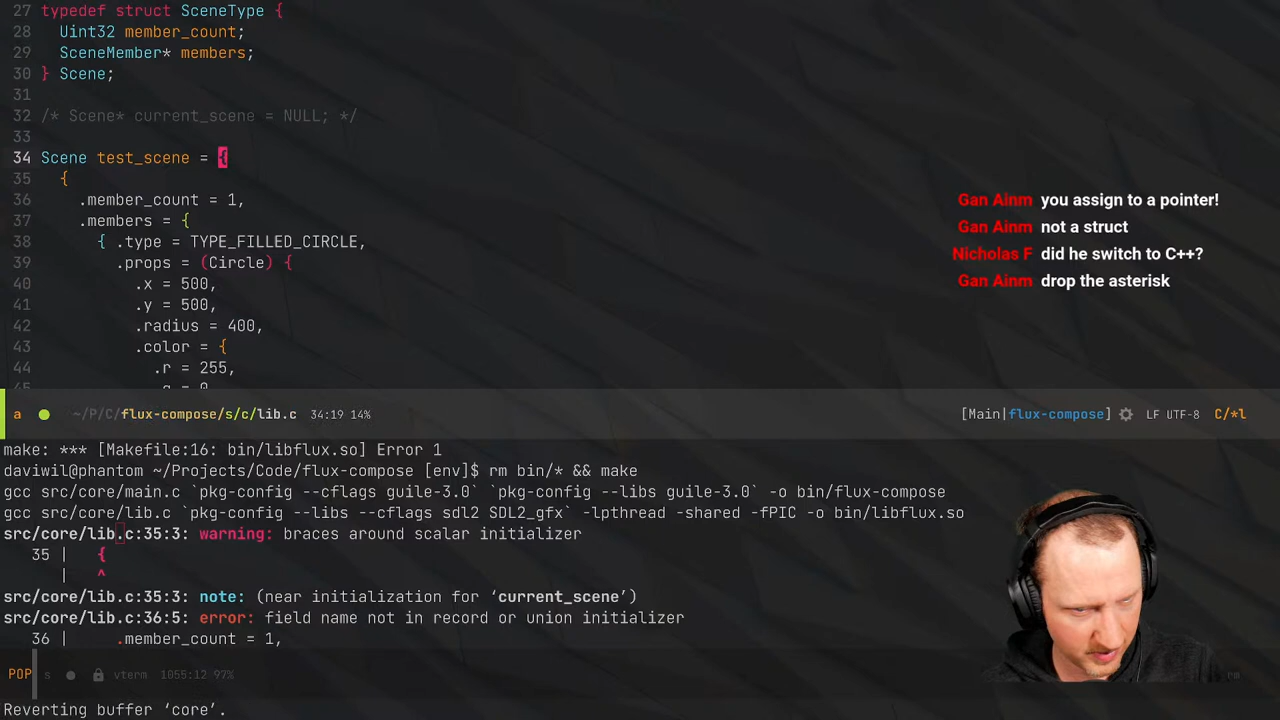 27 typedef struct SceneType {
28 Uint32 member_count;
29 SceneMember* members;
30 } Scene;
31
32 /* Scene* current_scene = NULL; */
33
34 Scene test_scene = {
35 {
36 .member_count = 1,
37 .members = {
38 { .type = TYPE_FILLED_CIRCLE,
39 .props = (Circle) {
40 .x = 500,
41 .y = 500,
42 .radius = 400,
43 .color = {
44 .r = 255,
Gan Ainm you assign to a pointer!
Gan Ainm not a struct
Nicholas F did he switch to C++?
Gan Ainm drop the asterisk
a ~/P/C/flux-compose/s/c/lib.c 34:19 14% [Main|flux-compose] LF UTF-8 C/*l
make: *** [Makefile:16: bin/libflux.so] Error 1
daviwil@phantom ~/Projects/Code/flux-compose [env]$ rm bin/* && make
gcc src/core/main.c `pkg-config --cflags guile-3.0` `pkg-config --libs guile-3.0` -o bin/flux-compose
gcc src/core/lib.c `pkg-config --libs --cflags sdl2 SDL2_gfx` -lpthread -shared -fPIC -o bin/libflux.so
src/core/lib.c:35:3: warning: braces around scalar initializer
35 | {
| ^
src/core/lib.c:35:3: note: (near initialization for ‘current_scene’)
src/core/lib.c:36:5: error: field name not in record or union initializer
36 | .member_count = 1,
POP s vterm 1055:12 97% rm
Reverting buffer ‘core’.